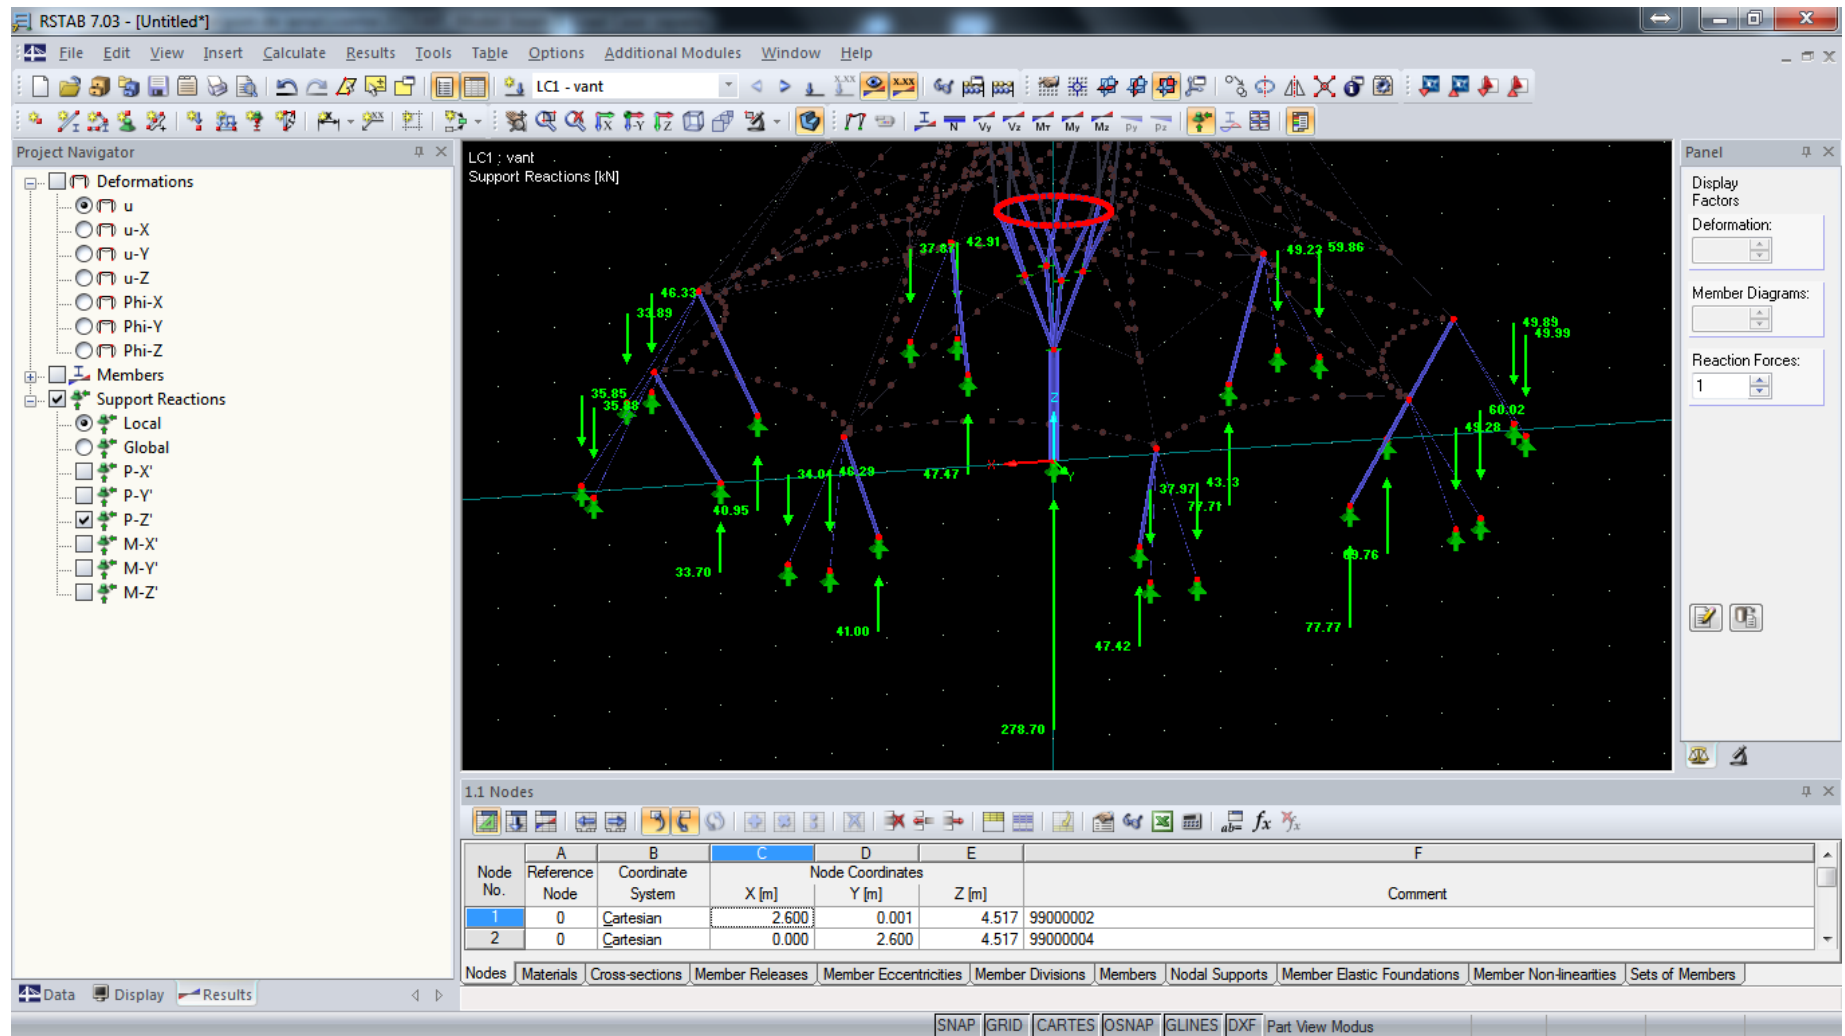 RSTAB 7.03 - [Untitled*]
File Edit View Insert Calculate Results Tools Table Options Additional Modules Window Help
LC1 - vant
Project Navigator
Deformations
u
u-X
u-Y
u-Z
Phi-X
Phi-Y
Phi-Z
Members
Support Reactions
Local
Global
P-X'
P-Y'
P-Z'
M-X'
M-Y'
M-Z'
Data Display Results
LC1 : vant
Support Reactions [kN]
37.87 42.91
49.23 59.86
46.33
33.89
49.89
49.99
35.85
35.88
60.02
49.28
34.04 46.29
47.47
37.97 43.13
77.71
40.95
69.76
33.70
41.00
47.42
77.77
278.70
X
Y
Z
Panel
Display
Factors
Deformation:
Member Diagrams:
Reaction Forces:
1
1.1 Nodes
A B C D E F
Node No. Reference Node Coordinate System Node Coordinates
X [m] Y [m] Z [m] Comment
1 0 Cartesian 2.600 0.001 4.517 99000002
2 0 Cartesian 0.000 2.600 4.517 99000004
Nodes Materials Cross-sections Member Releases Member Eccentricities Member Divisions Members Nodal Supports Member Elastic Foundations Member Non-linearities Sets of Members
SNAP GRID CARTES OSNAP GLINES DXF Part View Modus